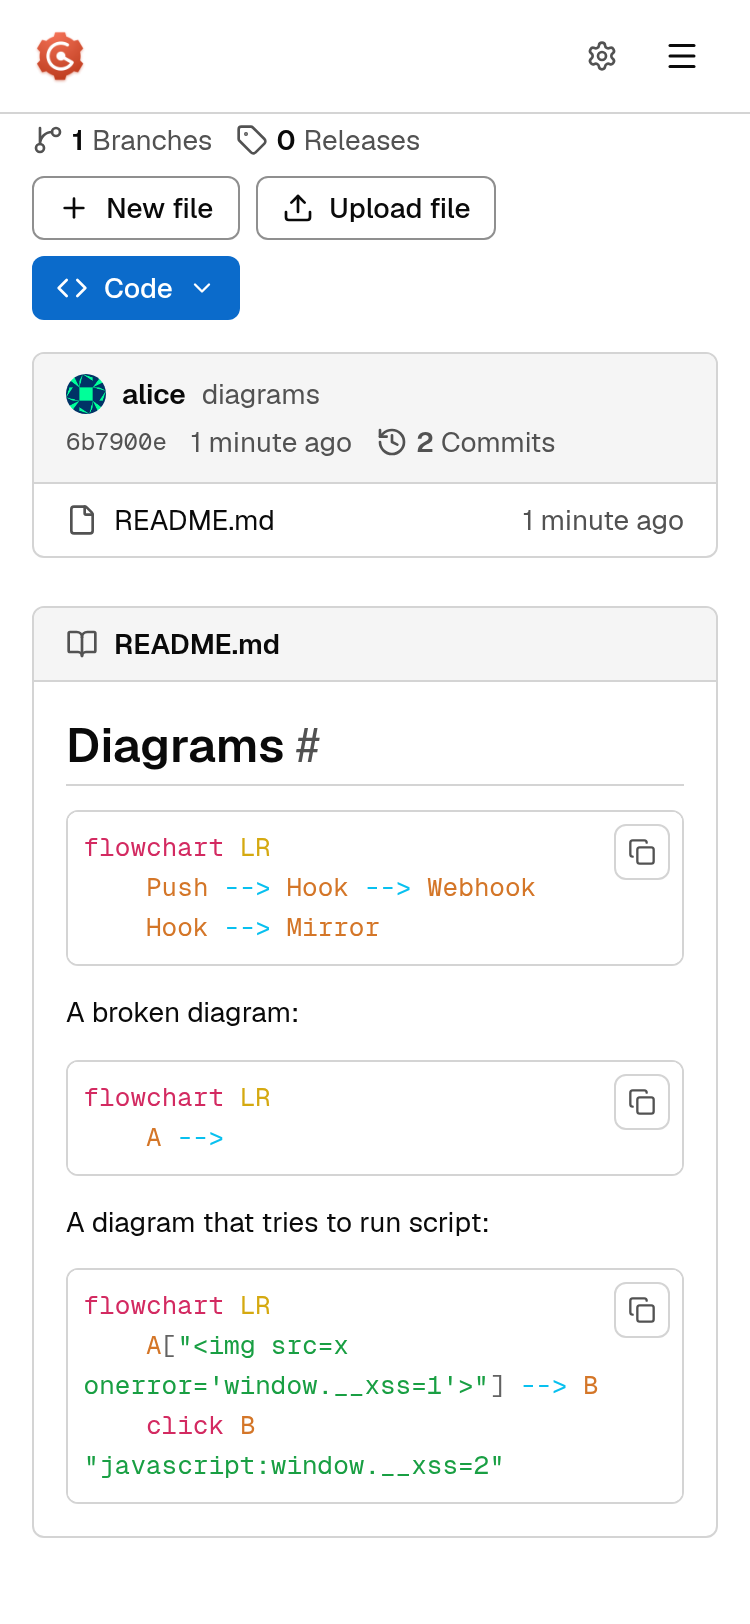 1 Branches 0 Releases
New file Upload file
Code
alice diagrams
6b7900e 1 minute ago 2 Commits
README.md 1 minute ago
README.md
Diagrams #
flowchart LR
    Push --> Hook --> Webhook
    Hook --> Mirror
A broken diagram:
flowchart LR
    A -->
A diagram that tries to run script:
flowchart LR
    A["<img src=x
onerror='window.__xss=1'>"] --> B
    click B
"javascript:window.__xss=2"